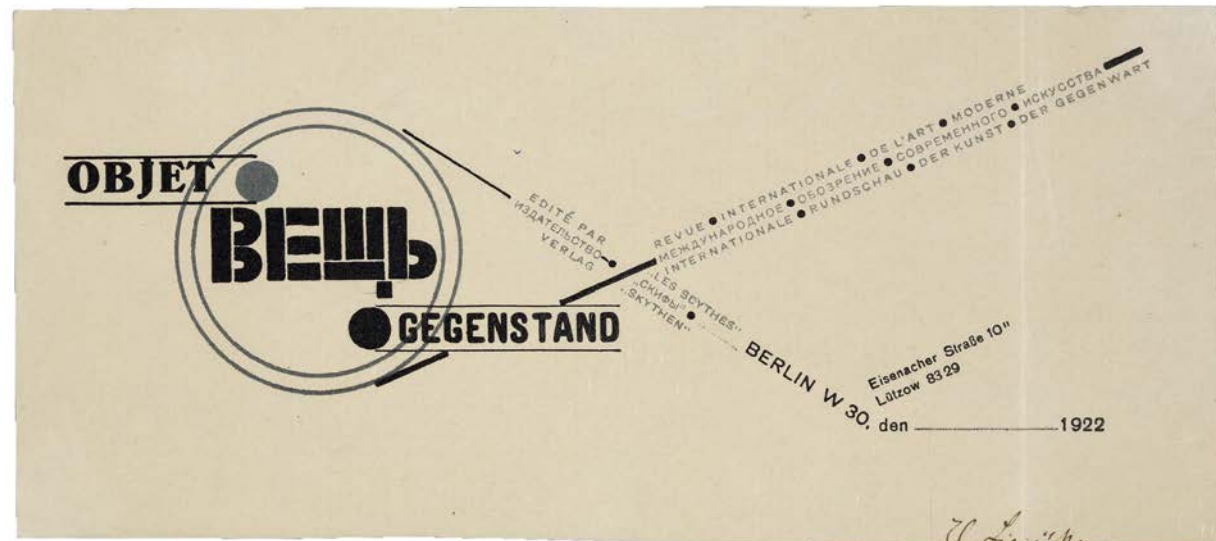 OBJET
ВЕЩЬ
GEGENSTAND
EDITÉ PAR
ИЗДАТЕЛЬСТВО
VERLAG
„LES SCYTHES"
„СКИФЫ"
„SKYTHEN"
REVUE ● INTERNATIONALE ● DE L'ART ● MODERNE
МЕЖДУНАРОДНОЕ ● ОБОЗРЕНИЕ ● СОВРЕМЕННОГО ● ИСКУССТВА
INTERNATIONALE ● RUNDSCHAU ● DER KUNST ● DER GEGENWART
BERLIN W 30.
Eisenacher Straße 10"
Lützow 8329
den 1922